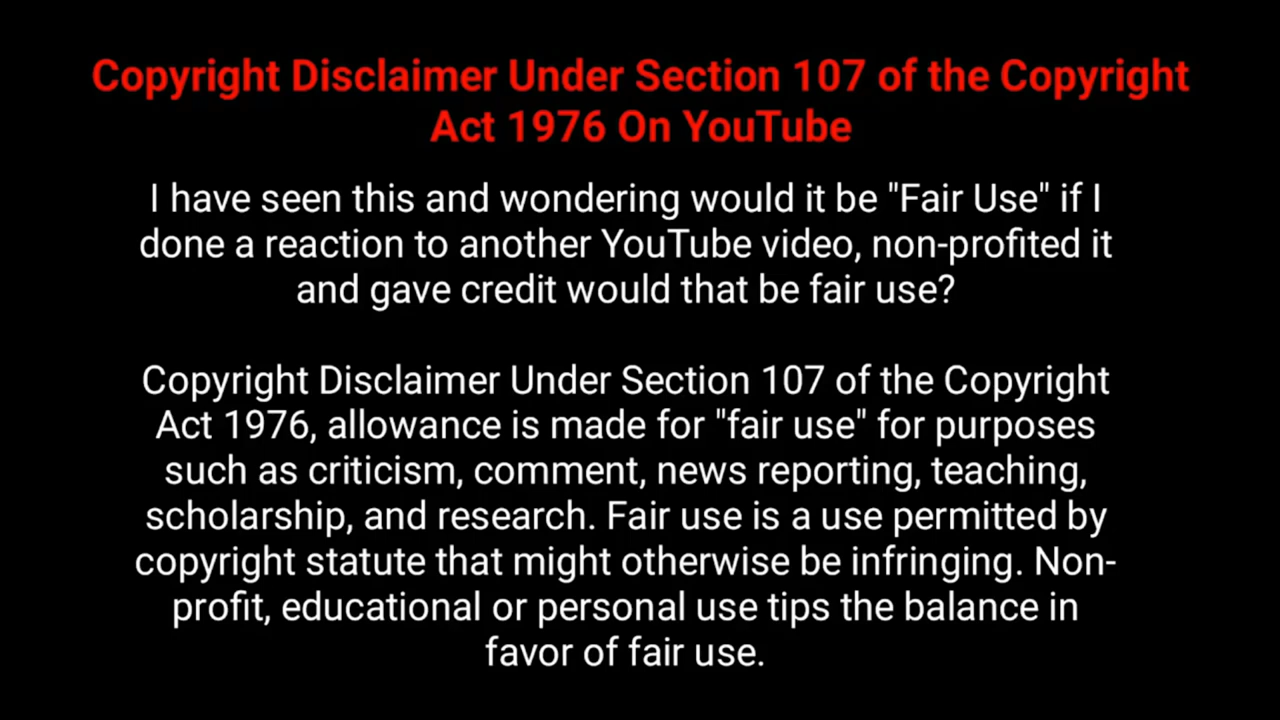 Copyright Disclaimer Under Section 107 of the Copyright
Act 1976 On YouTube
I have seen this and wondering would it be "Fair Use" if I
done a reaction to another YouTube video, non-profited it
and gave credit would that be fair use?
Copyright Disclaimer Under Section 107 of the Copyright
Act 1976, allowance is made for "fair use" for purposes
such as criticism, comment, news reporting, teaching,
scholarship, and research. Fair use is a use permitted by
copyright statute that might otherwise be infringing. Non-
profit, educational or personal use tips the balance in
favor of fair use.